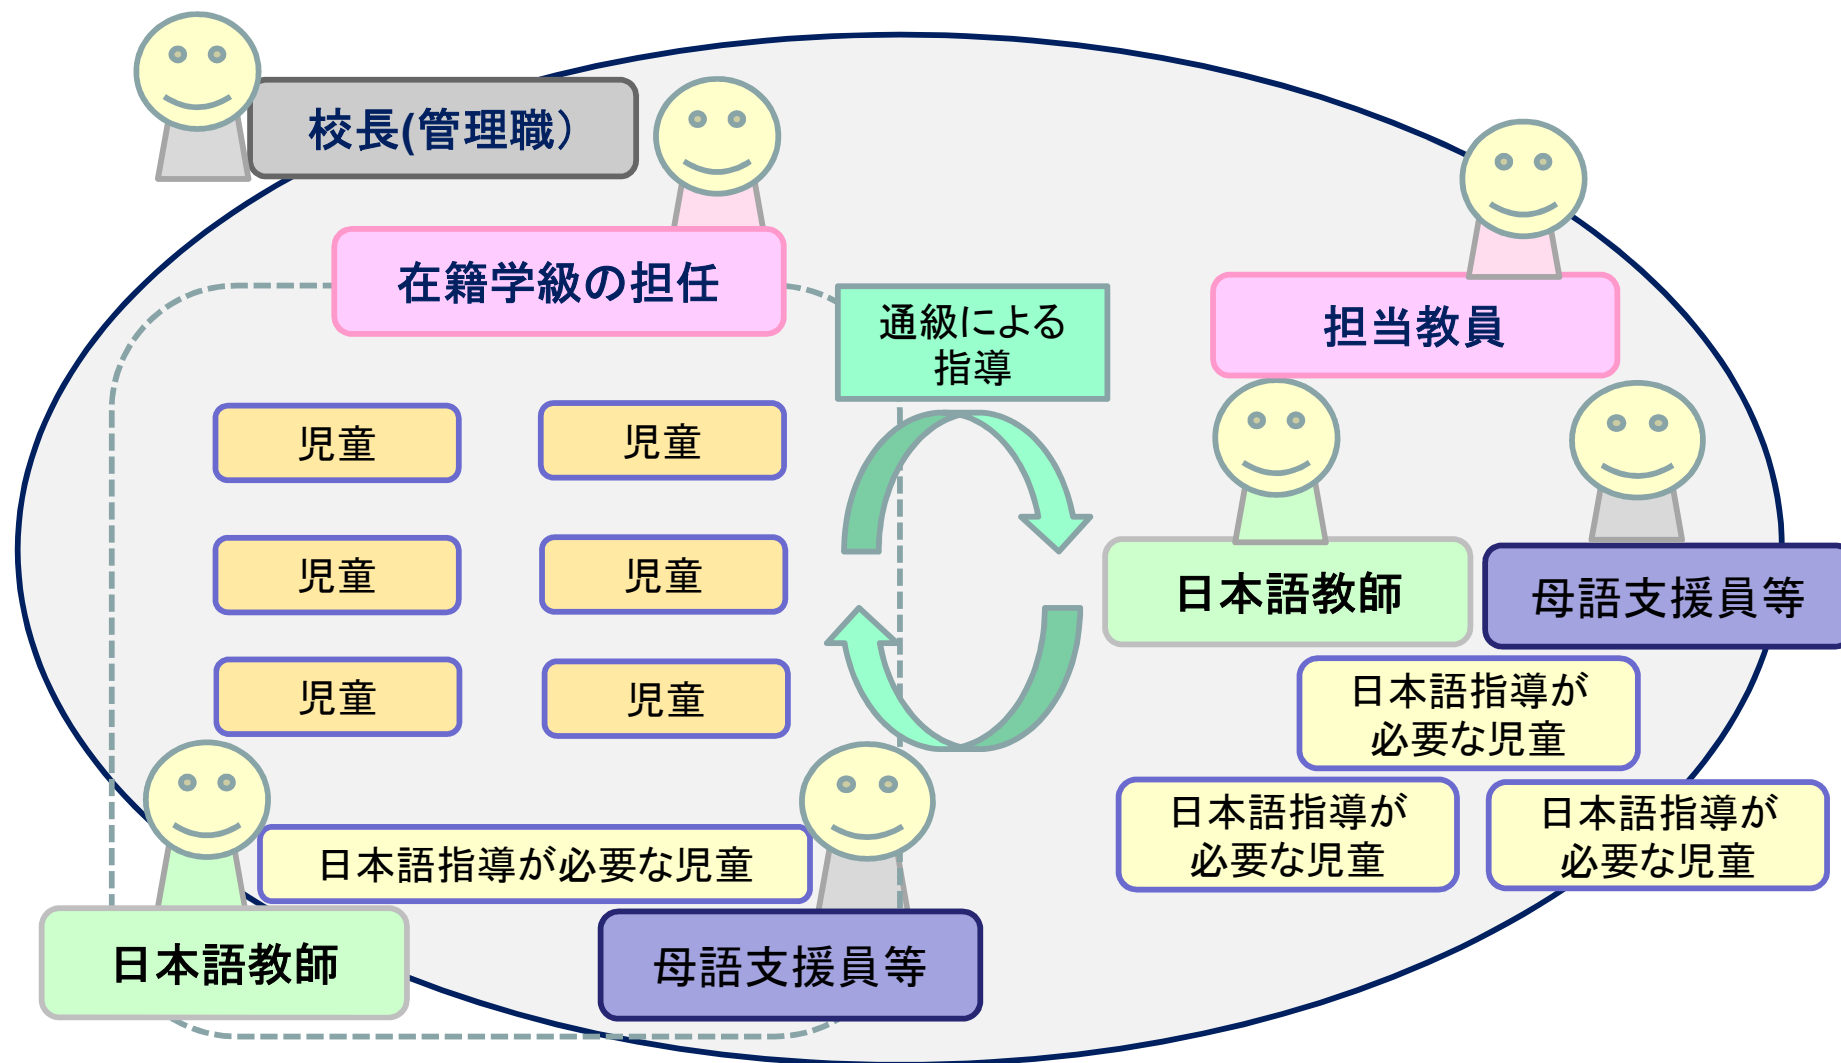 校長(管理職）
在籍学級の担任
通級による
指導
担当教員
児童
児童
児童
児童
児童
児童
日本語教師
母語支援員等
日本語指導が
必要な児童
日本語指導が
必要な児童
日本語指導が
必要な児童
日本語指導が必要な児童
日本語教師
母語支援員等